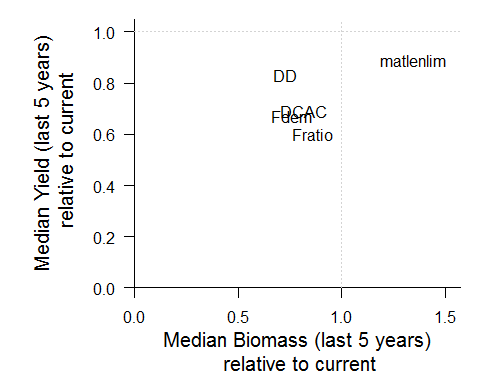 Median Yield (last 5 years)
relative to current
1.0
0.8
0.6
0.4
0.2
0.0
matlenlim
DD
DCAC
Fdem
Fratio
0.0 0.5 1.0 1.5
Median Biomass (last 5 years)
relative to current